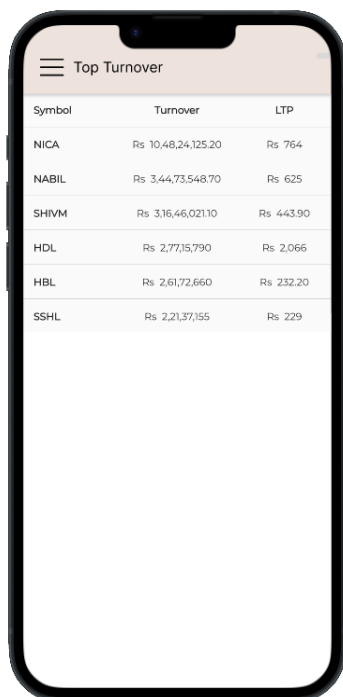 Top Turnover
Symbol Turnover LTP
NICA Rs 10,48,24,125.20 Rs 764
NABIL Rs 3,44,73,548.70 Rs 625
SHIVM Rs 3,16,46,021.10 Rs 443.90
HDL Rs 2,77,15,790 Rs 2,066
HBL Rs 2,61,72,660 Rs 232.20
SSHL Rs 2,21,37,155 Rs 229